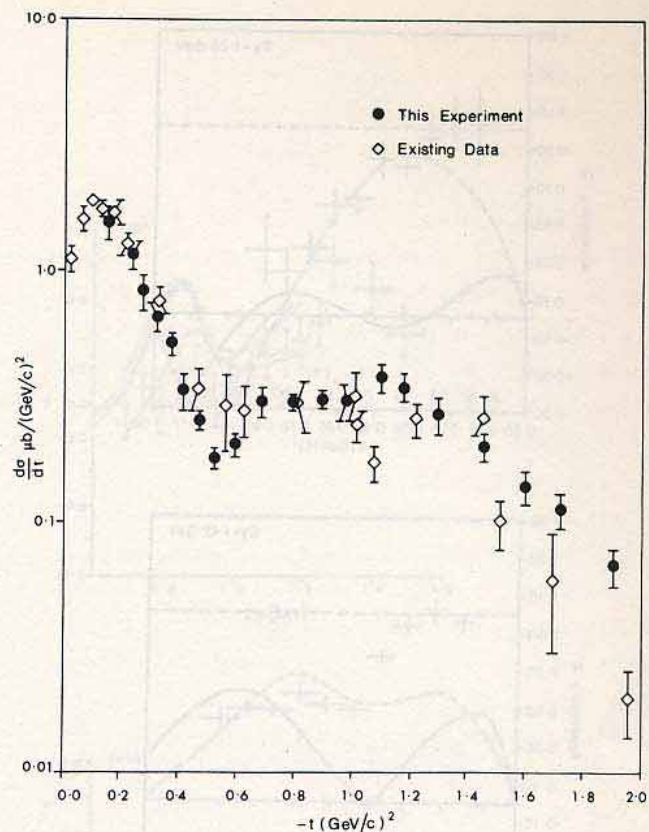 10·0
This Experiment
Existing Data
1·0
dσ/dt μb/(GeV/c)²
0·1
0·01
0·0 0·2 0·4 0·6 0·8 1·0 1·2 1·4 1·6 1·8 2·0
-t (GeV/c)²